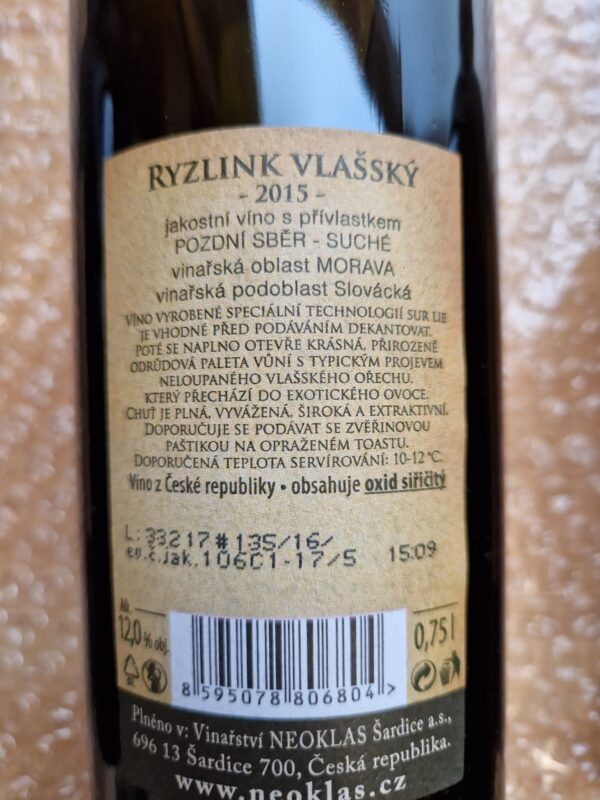 RYZLINK VLAŠSKÝ
- 2015 -
jakostní víno s přívlastkem
POZDNÍ SBĚR - SUCHÉ
vinařská oblast MORAVA
vinařská podoblast Slovácká
VÍNO VYROBENÉ SPECIÁLNÍ TECHNOLOGIÍ SUR LIE
JE VHODNÉ PŘED PODÁVÁNÍM DEKANTOVAT.
POTÉ SE NAPLNO OTEVŘE KRÁSNÁ, PŘIROZENĚ
ODRŮDOVÁ PALETA VŮNÍ S TYPICKÝM PROJEVEM
NELOUPANÉHO VLAŠSKÉHO OŘECHU,
KTERÝ PŘECHÁZÍ DO EXOTICKÉHO OVOCE.
CHUŤ JE PLNÁ, VYVÁŽENÁ, ŠIROKÁ A EXTRAKTIVNÍ.
DOPORUČUJE SE PODÁVAT SE ZVĚŘINOVOU
PAŠTIKOU NA OPRAŽENÉM TOASTU.
DOPORUČENÁ TEPLOTA SERVÍROVÁNÍ: 10-12 °C.
Víno z České republiky • obsahuje oxid siřičitý
L: 33217#135/16/
ev.č.jak.106C1-17/5 15:09
Alk.
12,0 % obj.
0,75 l
8 595078 806804 >
Plněno v: Vinařství NEOKLAS Šardice a.s.,
696 13 Šardice 700, Česká republika.
www.neoklas.cz